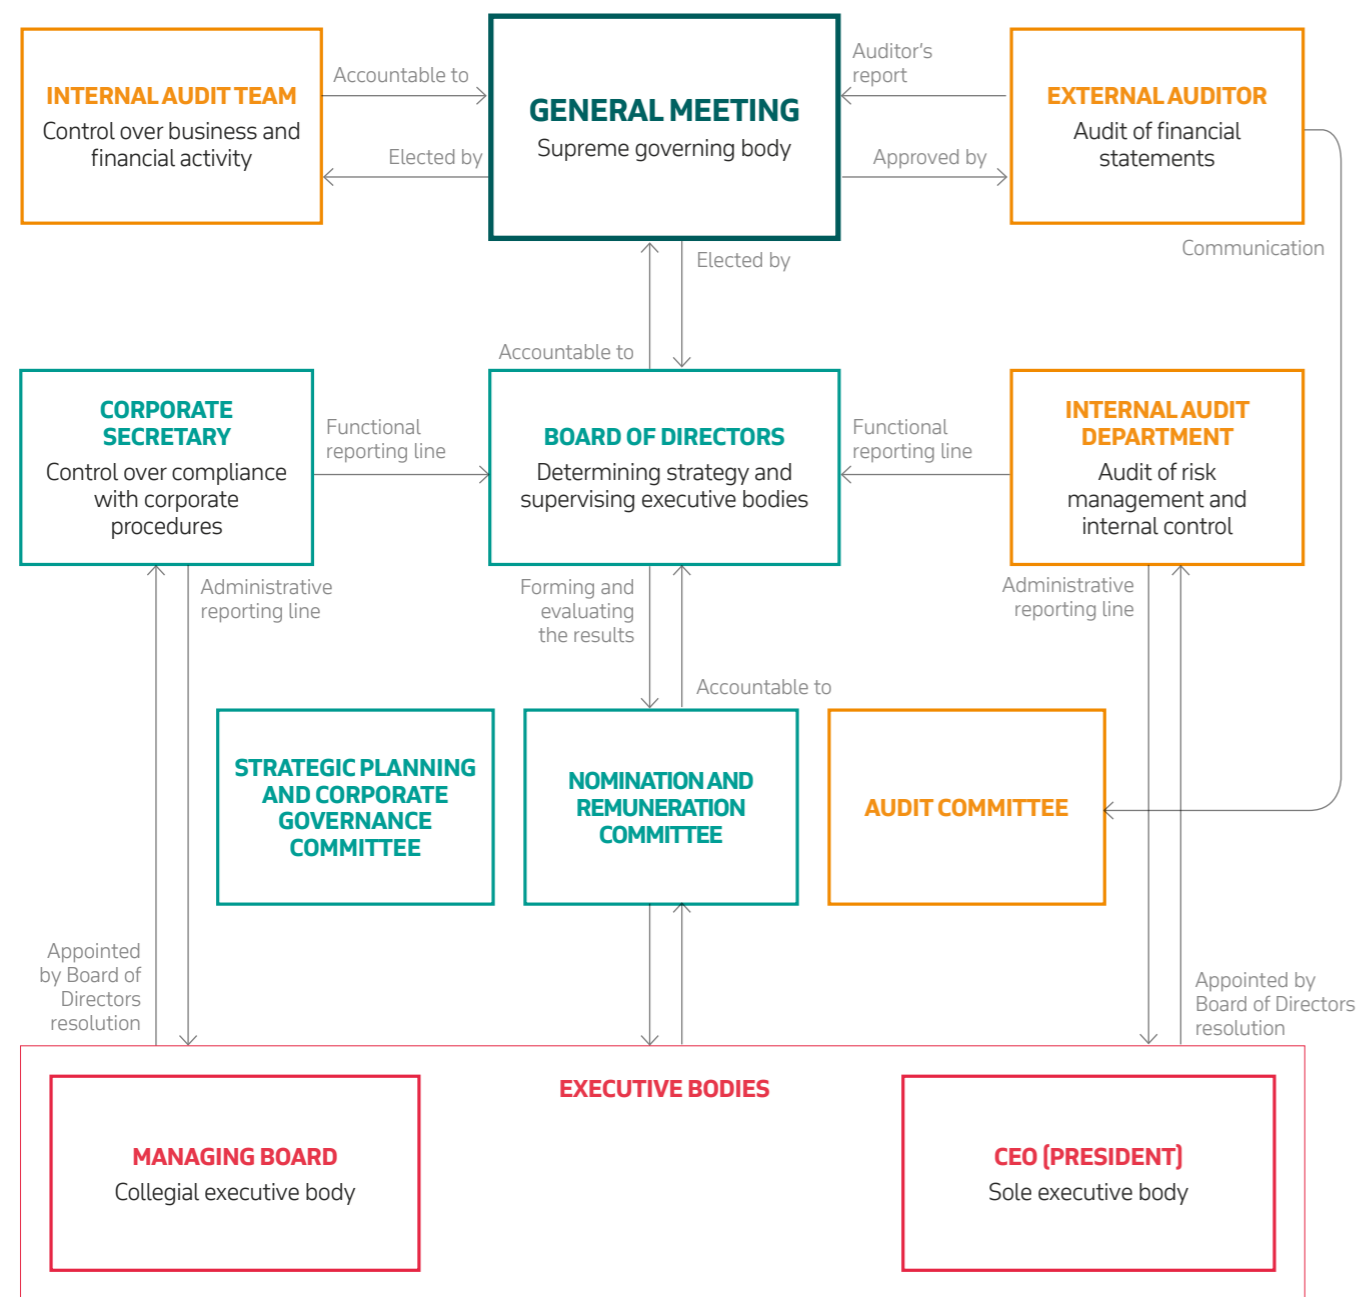 INTERNAL AUDIT TEAM
Control over business and
financial activity
Accountable to
Elected by
GENERAL MEETING
Supreme governing body
Auditor's
report
Approved by
EXTERNAL AUDITOR
Audit of financial
statements
Communication
Elected by
Accountable to
CORPORATE
SECRETARY
Control over compliance
with corporate
procedures
Functional
reporting line
BOARD OF DIRECTORS
Determining strategy and
supervising executive bodies
Functional
reporting line
INTERNAL AUDIT
DEPARTMENT
Audit of risk
management and
internal control
Administrative
reporting line
Forming and
evaluating
the results
Administrative
reporting line
Accountable to
STRATEGIC PLANNING
AND CORPORATE
GOVERNANCE
COMMITTEE
NOMINATION AND
REMUNERATION
COMMITTEE
AUDIT COMMITTEE
Appointed
by Board of
Directors
resolution
Appointed by
Board of Directors
resolution
EXECUTIVE BODIES
MANAGING BOARD
Collegial executive body
CEO (PRESIDENT)
Sole executive body